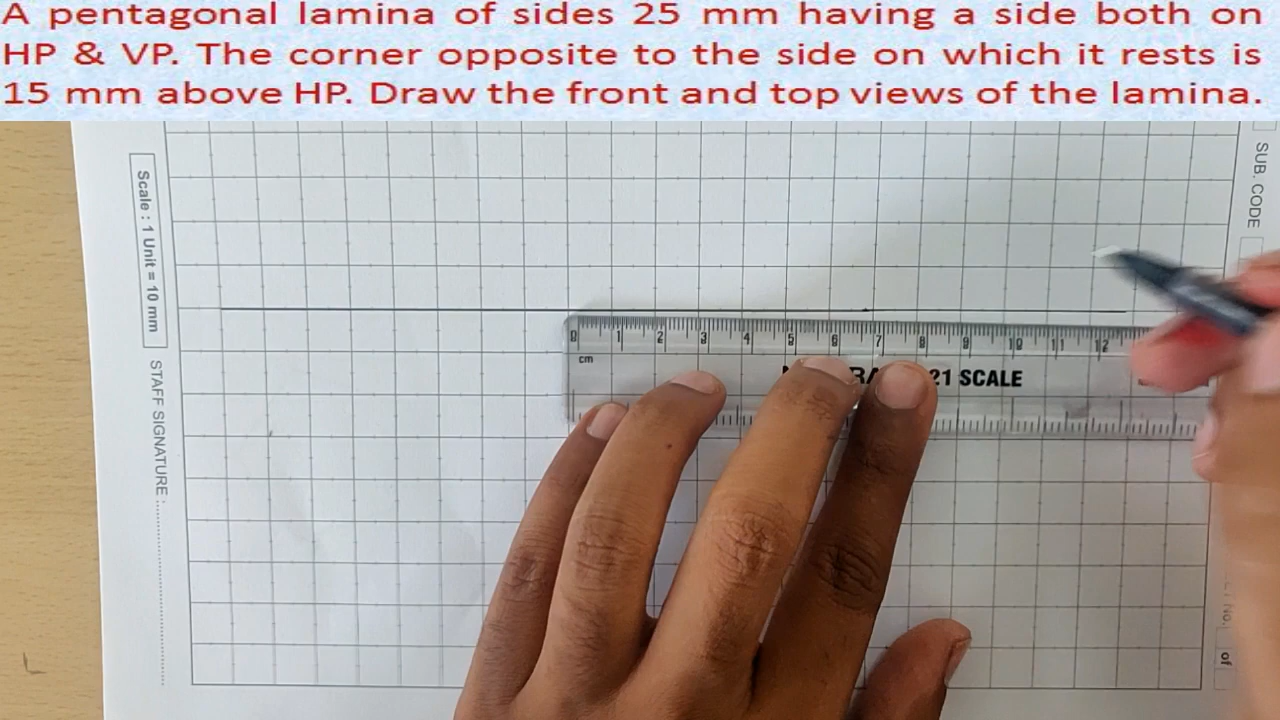 A pentagonal lamina of sides 25 mm having a side both on
HP & VP. The corner opposite to the side on which it rests is
15 mm above HP. Draw the front and top views of the lamina.
SUB. CODE
Scale : 1 Unit = 10 mm
0 1 2 3 4 5 6 7 8 9 10 11 12
cm
21 SCALE
STAFF SIGNATURE :
of